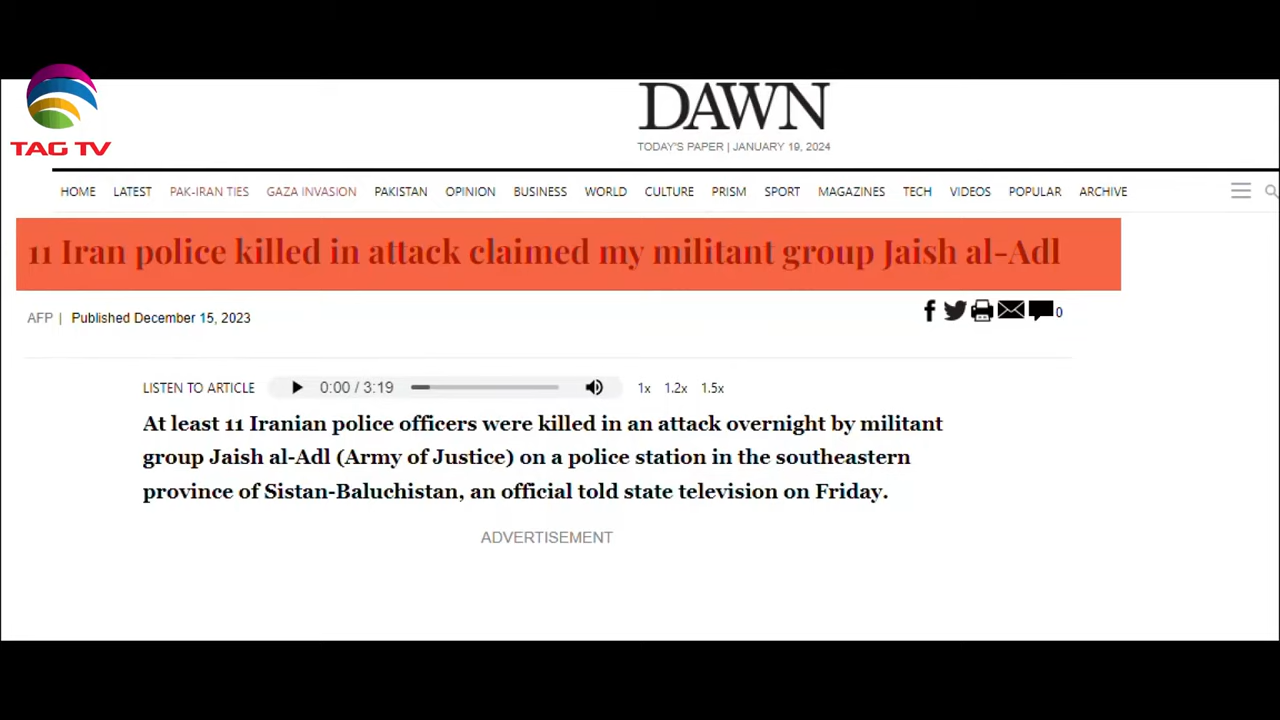 TAG TV
DAWN
TODAY'S PAPER | JANUARY 19, 2024
HOME LATEST PAK-IRAN TIES GAZA INVASION PAKISTAN OPINION BUSINESS WORLD CULTURE PRISM SPORT MAGAZINES TECH VIDEOS POPULAR ARCHIVE
11 Iran police killed in attack claimed my militant group Jaish al-Adl
AFP | Published December 15, 2023
0
LISTEN TO ARTICLE 0:00 / 3:19 1x 1.2x 1.5x
At least 11 Iranian police officers were killed in an attack overnight by militant
group Jaish al-Adl (Army of Justice) on a police station in the southeastern
province of Sistan-Baluchistan, an official told state television on Friday.
ADVERTISEMENT